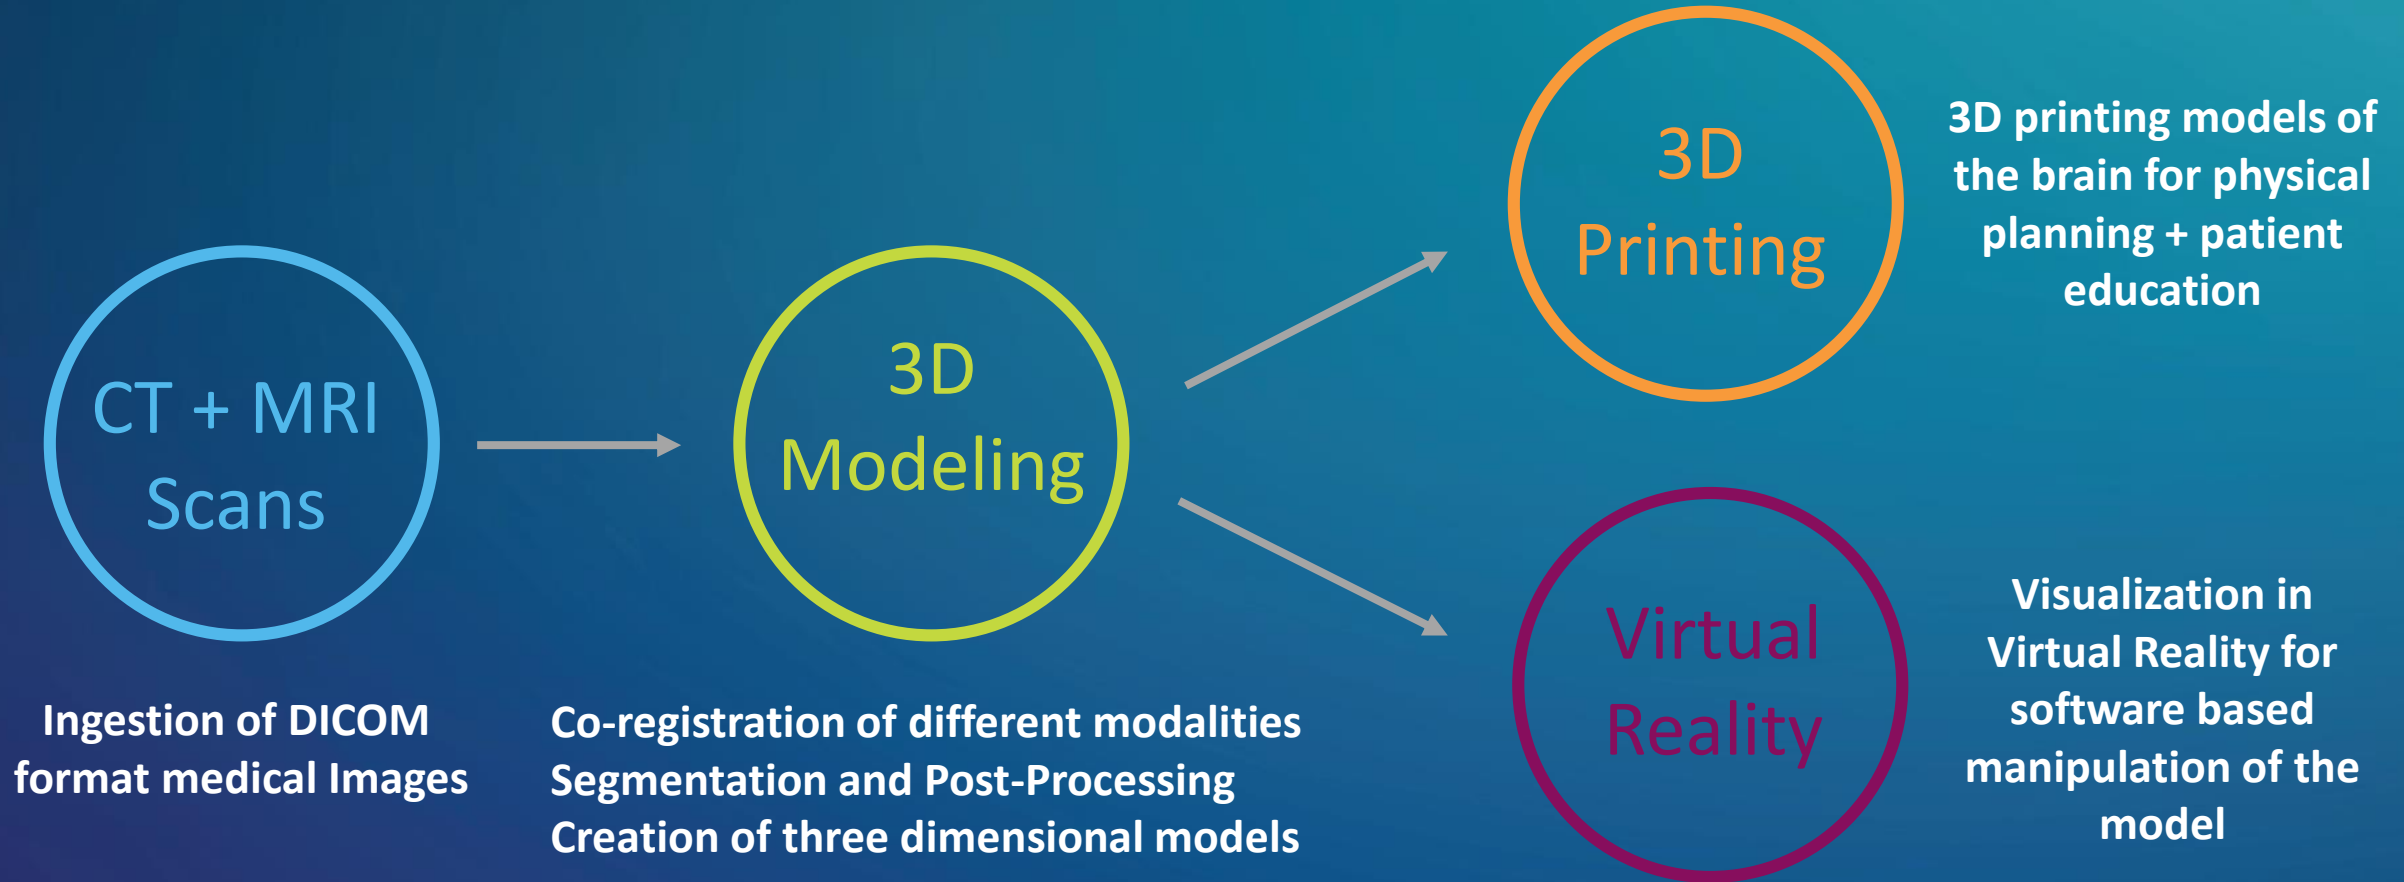 CT + MRI
Scans
Ingestion of DICOM
format medical Images
3D
Modeling
Co-registration of different modalities
Segmentation and Post-Processing
Creation of three dimensional models
3D
Printing
3D printing models of
the brain for physical
planning + patient
education
Virtual
Reality
Visualization in
Virtual Reality for
software based
manipulation of the
model